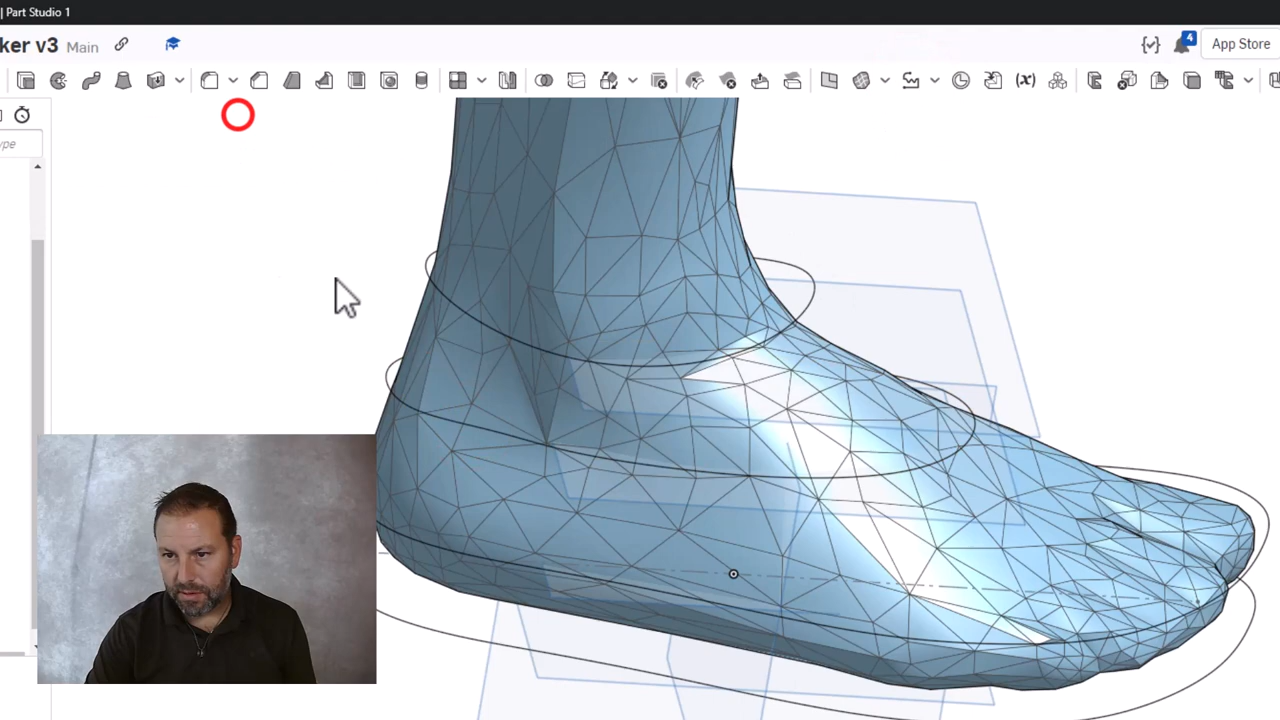 | Part Studio 1
ker v3 Main
4
App Store
(x)
ype